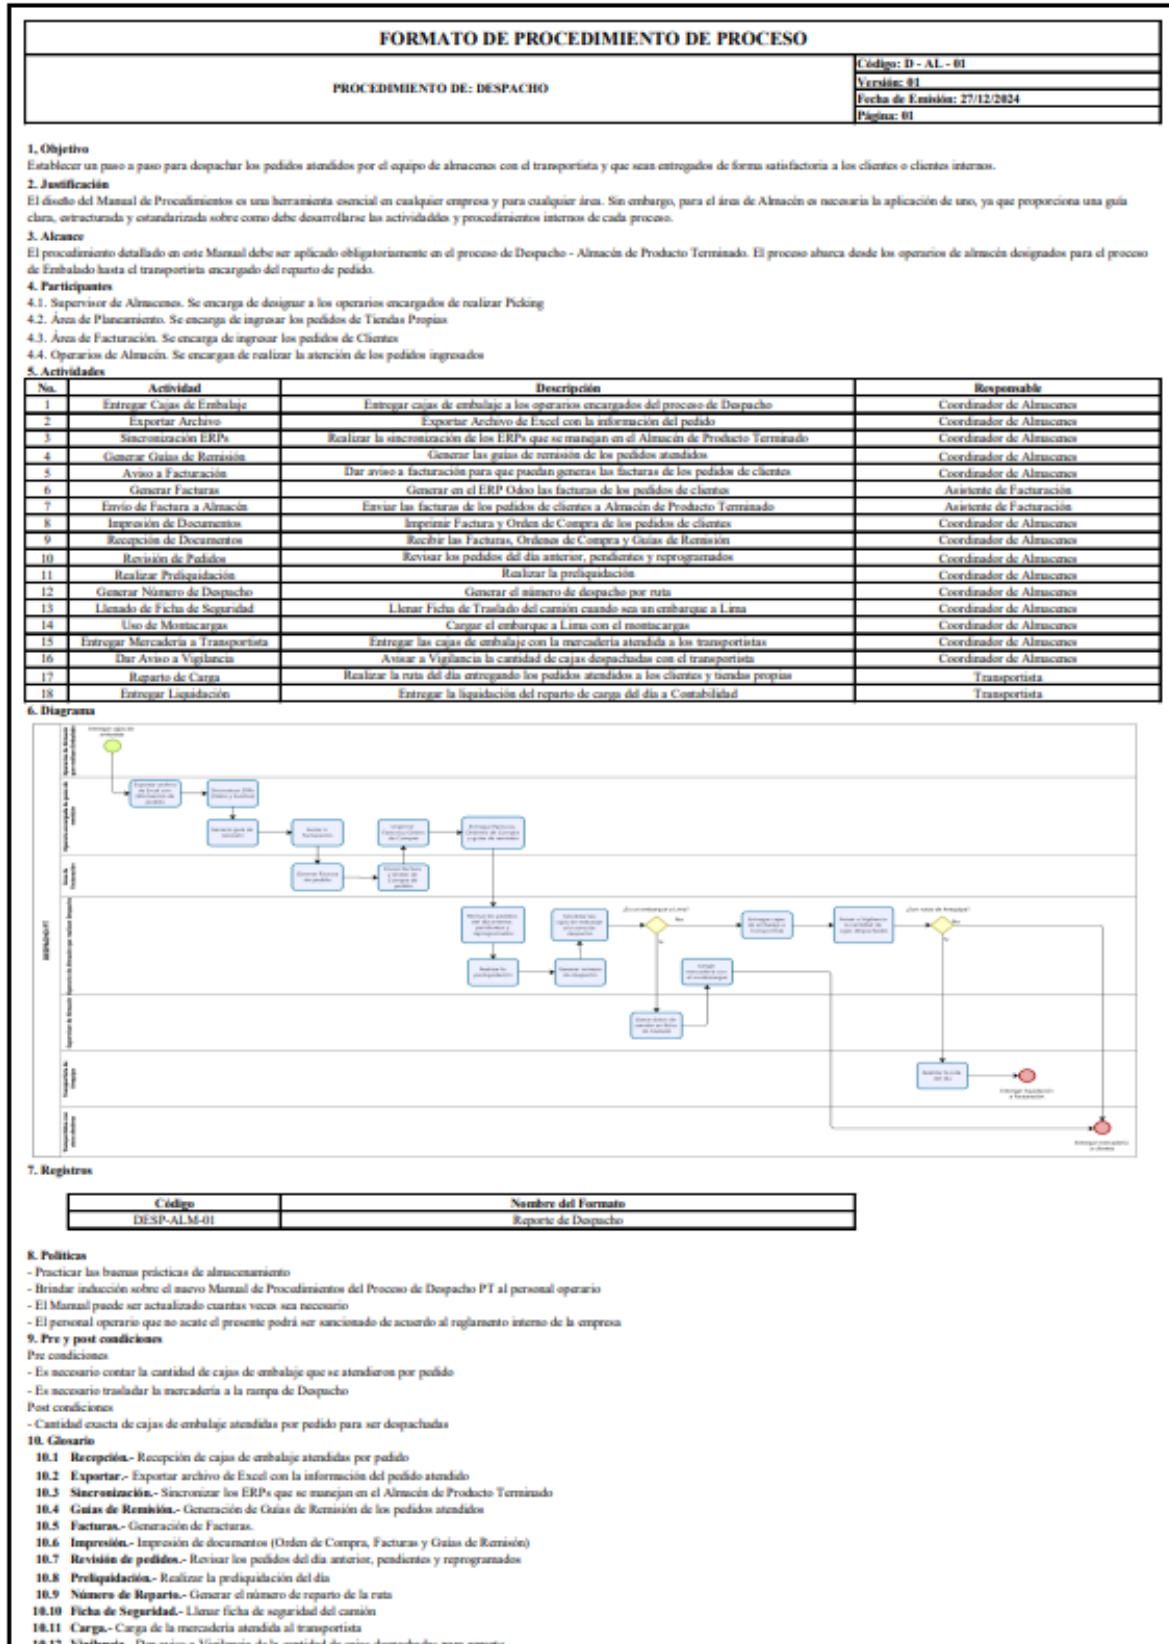 FORMATO DE PROCEDIMIENTO DE PROCESO
PROCEDIMIENTO DE: DESPACHO
Código: D - AL - 01
Versión: 01
Fecha de Emisión: 27/12/2024
Página: 01
1. Objetivo
Establecer un paso a paso para despachar los pedidos atendidos por el equipo de almacenes con el transportista y que sean entregados de forma satisfactoria a los clientes o clientes internos.
2. Justificación
El diseño del Manual de Procedimientos es una herramienta esencial en cualquier empresa y para cualquier área. Sin embargo, para el área de Almacén es necesaria la aplicación de uno, ya que proporciona una guía
clara, estructurada y estandarizada sobre como debe desarrollarse las actividaddes y procedimientos internos de cada proceso.
3. Alcance
El procedimiento detallado en este Manual debe ser aplicado obligatoriamente en el proceso de Despacho - Almacén de Producto Terminado. El proceso abarca desde los operarios de almacén designados para el proceso
de Embalado hasta el transportista encargado del reparto de pedido.
4. Participantes
4.1. Supervisor de Almacenes. Se encarga de designar a los operarios encargados de realizar Picking
4.2. Área de Planeamiento. Se encarga de ingresar los pedidos de Tiendas Propias
4.3. Área de Facturación. Se encarga de ingresar los pedidos de Clientes
4.4. Operarios de Almacén. Se encargan de realizar la atención de los pedidos ingresados
5. Actividades
No. Actividad Descripción Responsable
1 Entregar Cajas de Embalaje Entregar cajas de embalaje a los operarios encargados del proceso de Despacho Coordinador de Almacenes
2 Exportar Archivo Exportar Archivo de Excel con la información del pedido Coordinador de Almacenes
3 Sincronización ERPs Realizar la sincronización de los ERPs que se manejan en el Almacén de Producto Terminado Coordinador de Almacenes
4 Generar Guías de Remisión Generar las guías de remisión de los pedidos atendidos Coordinador de Almacenes
5 Aviso a Facturación Dar aviso a facturación para que puedan generas las facturas de los pedidos de clientes Coordinador de Almacenes
6 Generar Facturas Generar en el ERP Odoo las facturas de los pedidos de clientes Asistente de Facturación
7 Envío de Factura a Almacén Enviar las facturas de los pedidos de clientes a Almacén de Producto Terminado Asistente de Facturación
8 Impresión de Documentos Imprimir Factura y Orden de Compra de los pedidos de clientes Coordinador de Almacenes
9 Recepción de Documentos Recibir las Facturas, Ordenes de Compra y Guías de Remisión Coordinador de Almacenes
10 Revisión de Pedidos Revisar los pedidos del día anterior, pendientes y reprogramados Coordinador de Almacenes
11 Realizar Preliquidación Realizar la preliquidación Coordinador de Almacenes
12 Generar Número de Despacho Generar el número de despacho por ruta Coordinador de Almacenes
13 Llenado de Ficha de Seguridad Llenar Ficha de Traslado del camión cuando sea un embarque a Lima Coordinador de Almacenes
14 Uso de Montacargas Cargar el embarque a Lima con el montacargas Coordinador de Almacenes
15 Entregar Mercadería a Transportista Entregar las cajas de embalaje con la mercadería atendida a los transportistas Coordinador de Almacenes
16 Dar Aviso a Vigilancia Avisar a Vigilancia la cantidad de cajas despachadas con el transportista Coordinador de Almacenes
17 Reparto de Carga Realizar la ruta del día entregando los pedidos atendidos a los clientes y tiendas propias Transportista
18 Entregar Liquidación Entregar la liquidación del reparto de carga del día a Contabilidad Transportista
6. Diagrama
7. Registros
Código Nombre del Formato
DESP-ALM-01 Reporte de Despacho
8. Políticas
- Practicar las buenas prácticas de almacenamiento
- Brindar inducción sobre el nuevo Manual de Procedimientos del Proceso de Despacho PT al personal operario
- El Manual puede ser actualizado cuantas veces sea necesario
- El personal operario que no acate el presente podrá ser sancionado de acuerdo al reglamento interno de la empresa
9. Pre y post condiciones
Pre condiciones
- Es necesario contar la cantidad de cajas de embalaje que se atendieron por pedido
- Es necesario trasladar la mercadería a la rampa de Despacho
Post condiciones
- Cantidad exacta de cajas de embalaje atendidas por pedido para ser despachadas
10. Glosario
10.1 Recepción.- Recepción de cajas de embalaje atendidas por pedido
10.2 Exportar.- Exportar archivo de Excel con la información del pedido atendido
10.3 Sincronización.- Sincronizar los ERPs que se manejan en el Almacén de Producto Terminado
10.4 Guías de Remisión.- Generación de Guías de Remisión de los pedidos atendidos
10.5 Facturas.- Generación de Facturas.
10.6 Impresión.- Impresión de documentos (Orden de Compra, Facturas y Guías de Remisón)
10.7 Revisión de pedidos.- Revisar los pedidos del día anterior, pendientes y reprogramados
10.8 Preliquidación.- Realizar la preliquidación del día
10.9 Número de Reparto.- Generar el número de reparto de la ruta
10.10 Ficha de Seguridad.- Llenar ficha de seguridad del camión
10.11 Carga.- Carga de la mercadería atendida al transportista